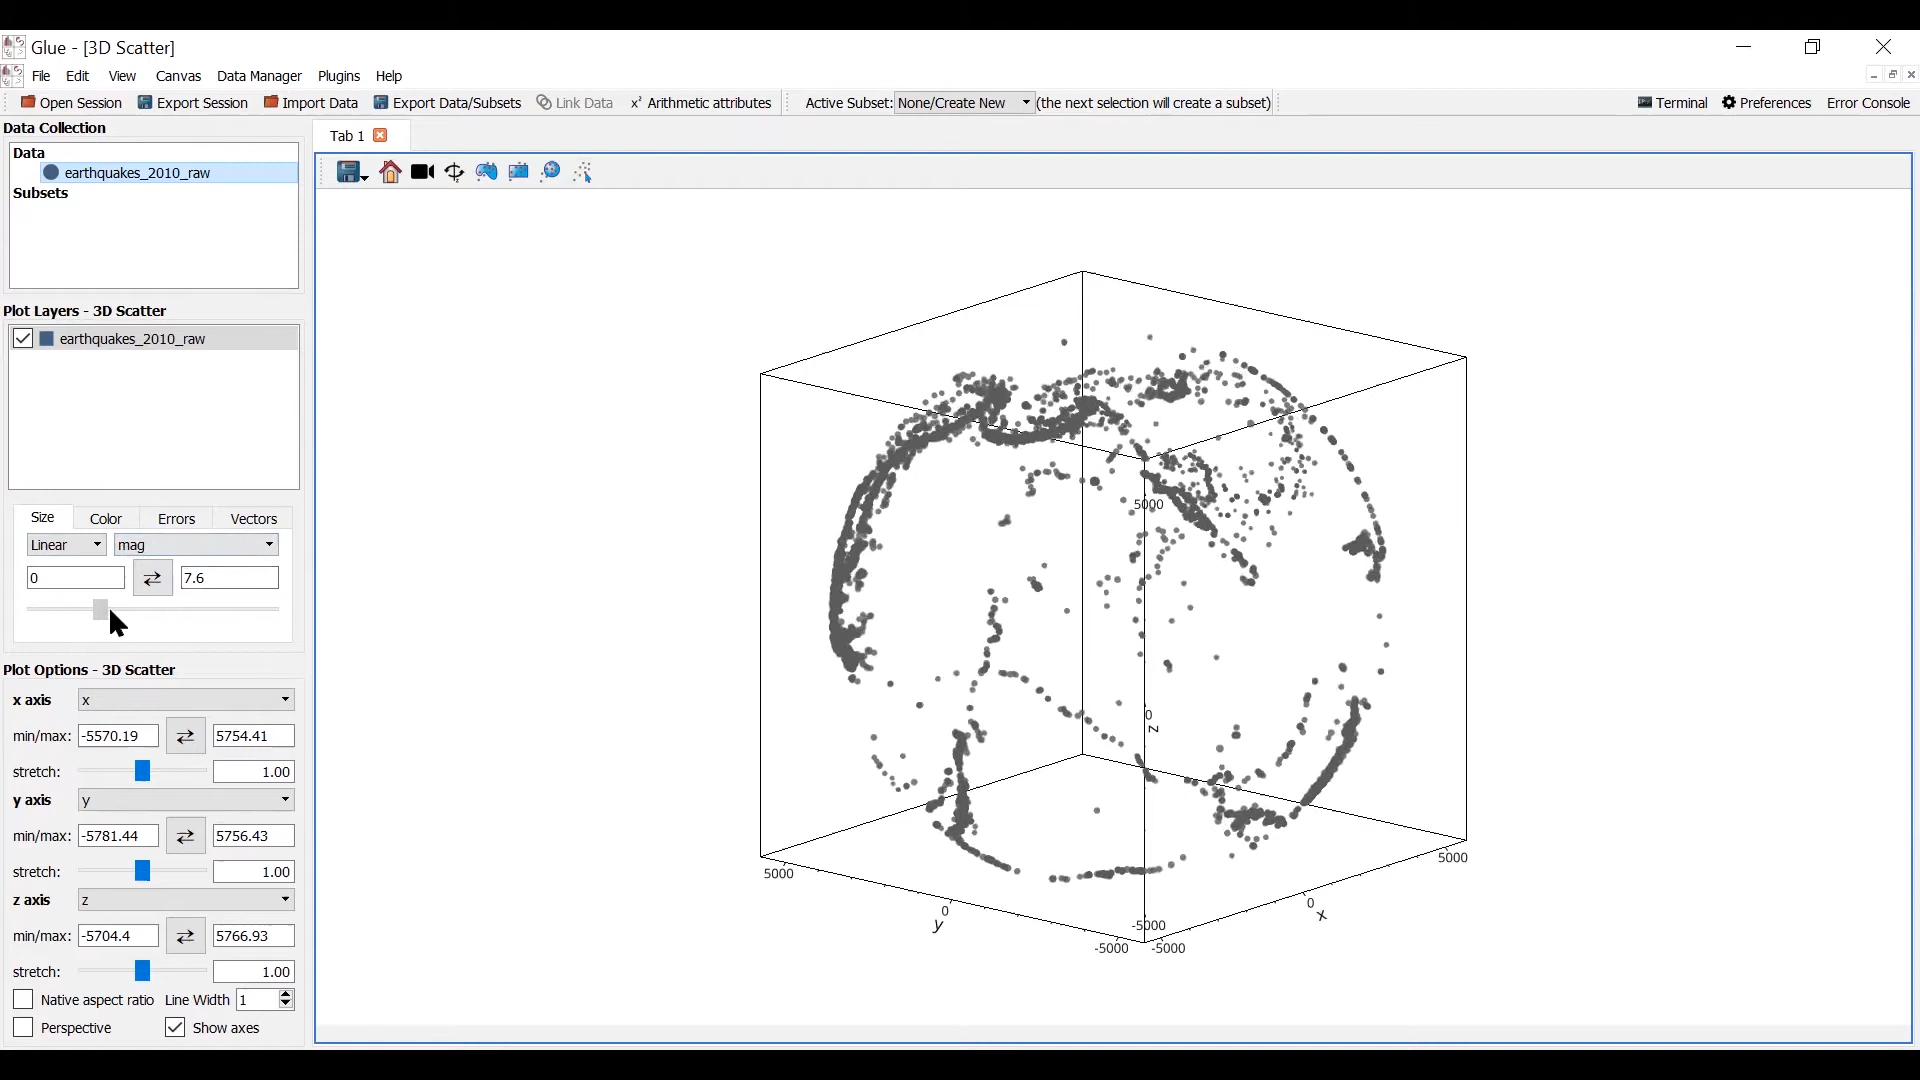 Glue - [3D Scatter]
File Edit View Canvas Data Manager Plugins Help
Open Session Export Session Import Data Export Data/Subsets Link Data x² Arithmetic attributes Active Subset: None/Create New (the next selection will create a subset) Terminal Preferences Error Console
Data Collection
Data
earthquakes_2010_raw
Subsets
Plot Layers - 3D Scatter
earthquakes_2010_raw
Size Color Errors Vectors
Linear mag
0 7.6
Plot Options - 3D Scatter
x axis x
min/max: -5570.19 5754.41
stretch: 1.00
y axis y
min/max: -5781.44 5756.43
stretch: 1.00
z axis z
min/max: -5704.4 5766.93
stretch: 1.00
Native aspect ratio Line Width 1
Perspective Show axes
Tab 1
5000
0
z
5000 5000
0 0
y x
-5000
-5000 -5000